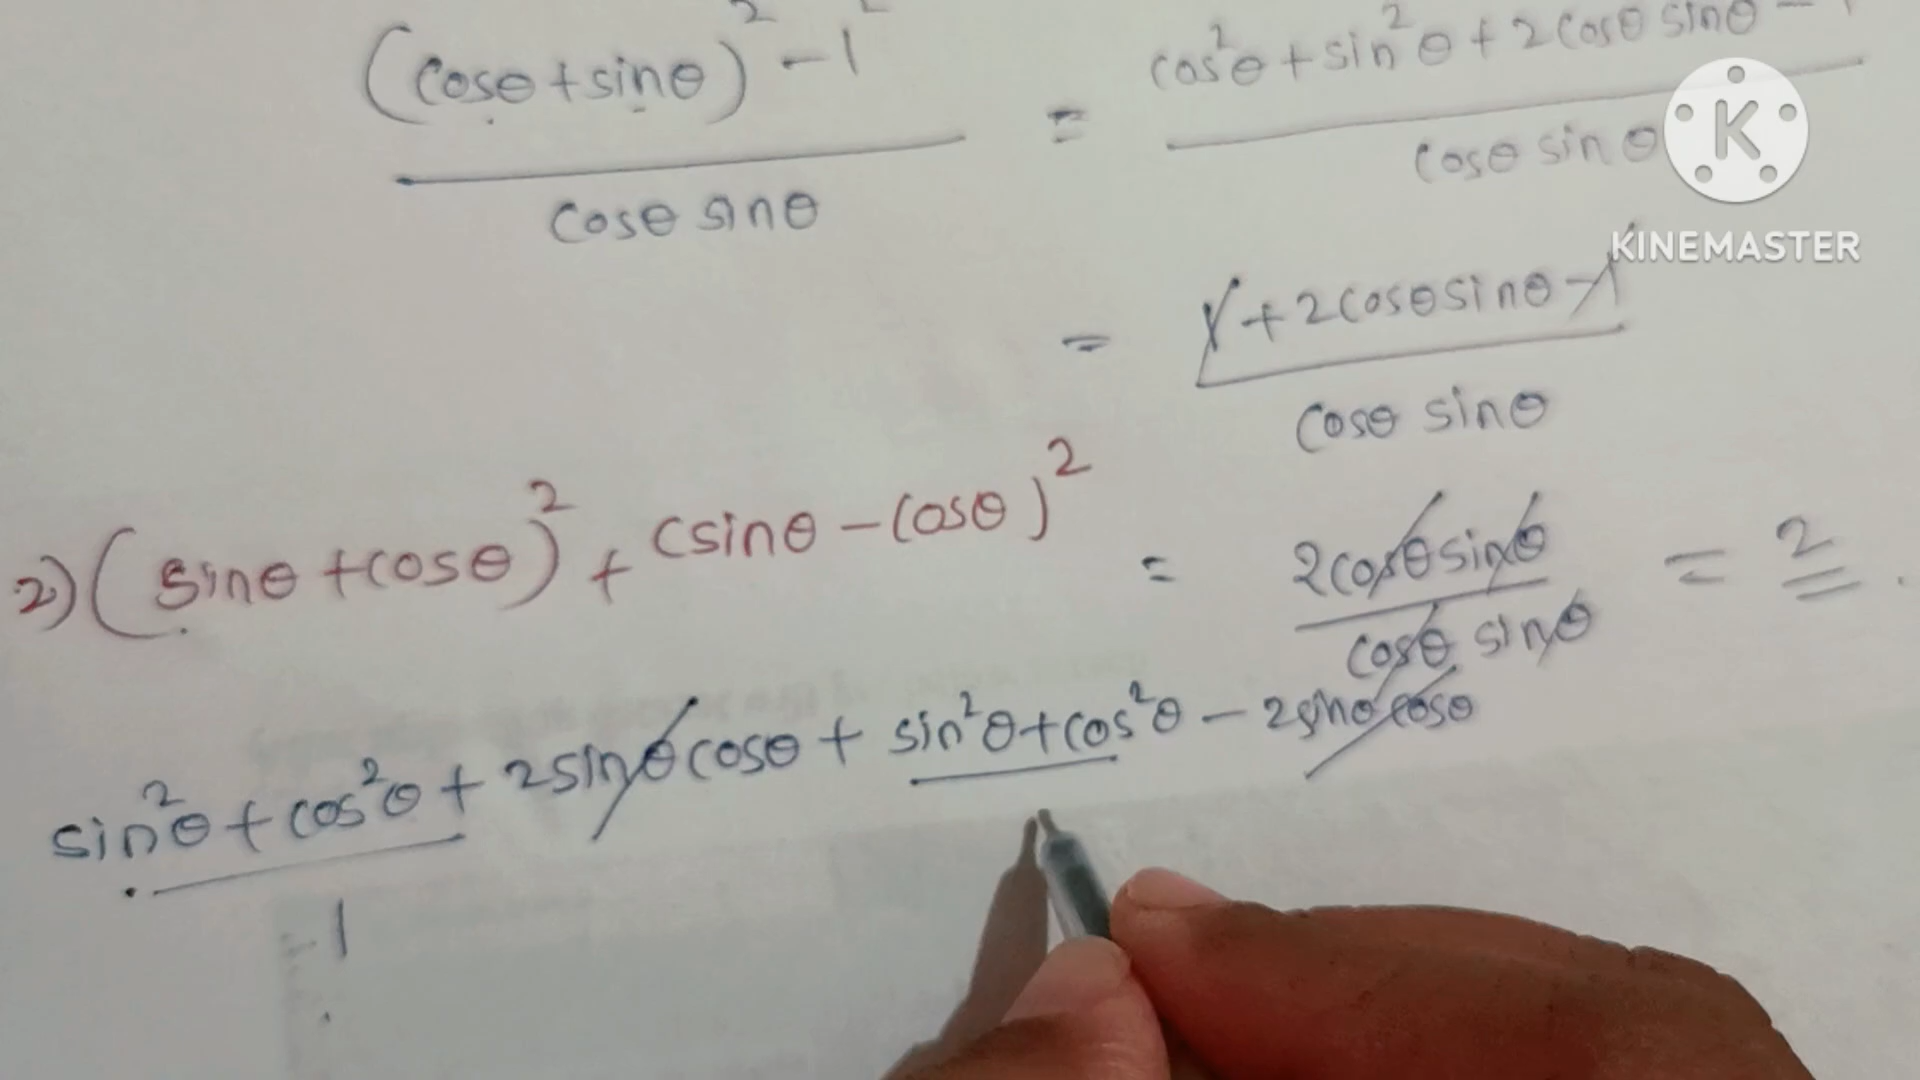 (cosθ+sinθ)² - 1² / cosθ sinθ = cos²θ + sin²θ + 2cosθ sinθ - 1 / cosθ sinθ
KINEMASTER
= 1 + 2cosθsinθ - 1 / cosθ sinθ
2) (sinθ + cosθ)² + (sinθ - cosθ)²
= 2cosθsinθ / cosθ sinθ = 2
sin²θ + cos²θ + 2sinθcosθ + sin²θ + cos²θ - 2sinθcosθ
1